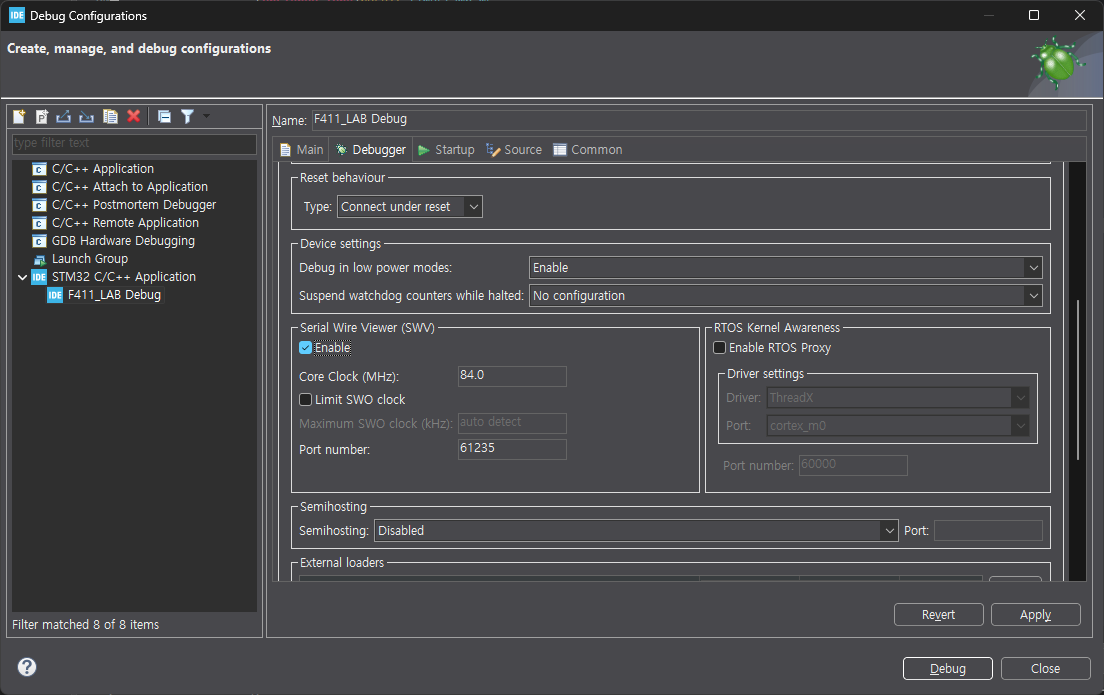 IDE Debug Configurations
Create, manage, and debug configurations
type filter text
C/C++ Application
C/C++ Attach to Application
C/C++ Postmortem Debugger
C/C++ Remote Application
GDB Hardware Debugging
Launch Group
IDE STM32 C/C++ Application
IDE F411_LAB Debug
Filter matched 8 of 8 items
Name: F411_LAB Debug
Main Debugger Startup Source Common
Reset behaviour
Type: Connect under reset
Device settings
Debug in low power modes: Enable
Suspend watchdog counters while halted: No configuration
Serial Wire Viewer (SWV)
Enable
Core Clock (MHz): 84.0
Limit SWO clock
Maximum SWO clock (kHz): auto detect
Port number: 61235
RTOS Kernel Awareness
Enable RTOS Proxy
Driver settings
Driver: ThreadX
Port: cortex_m0
Port number: 60000
Semihosting
Semihosting: Disabled Port:
External loaders
Revert Apply
? Debug Close